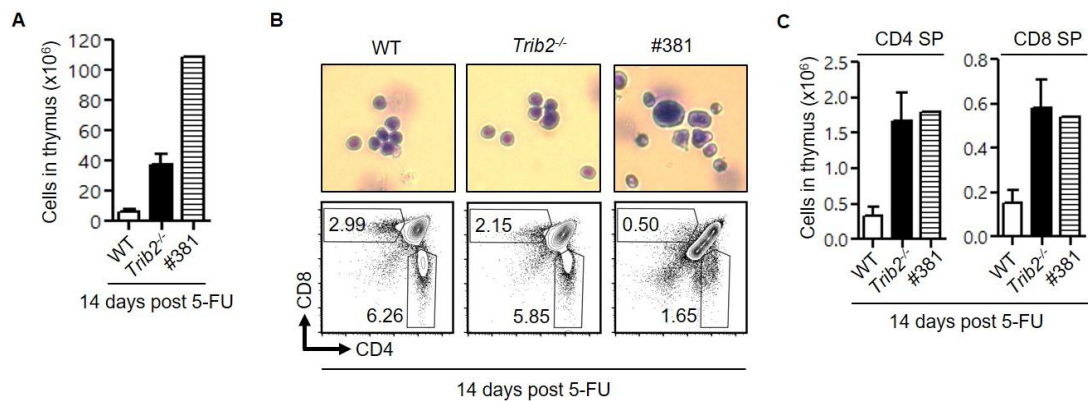 A
Cells in thymus (x10⁶)
120
100
80
60
40
20
0
WT
Trib2-/-
#381
14 days post 5-FU
B
WT
Trib2-/-
#381
2.99
6.26
2.15
5.85
0.50
1.65
CD8
CD4
14 days post 5-FU
C
CD4 SP
CD8 SP
Cells in thymus (x10⁶)
2.5
2.0
1.5
1.0
0.5
0.0
WT
Trib2-/-
#381
0.8
0.6
0.4
0.2
0.0
WT
Trib2-/-
#381
14 days post 5-FU